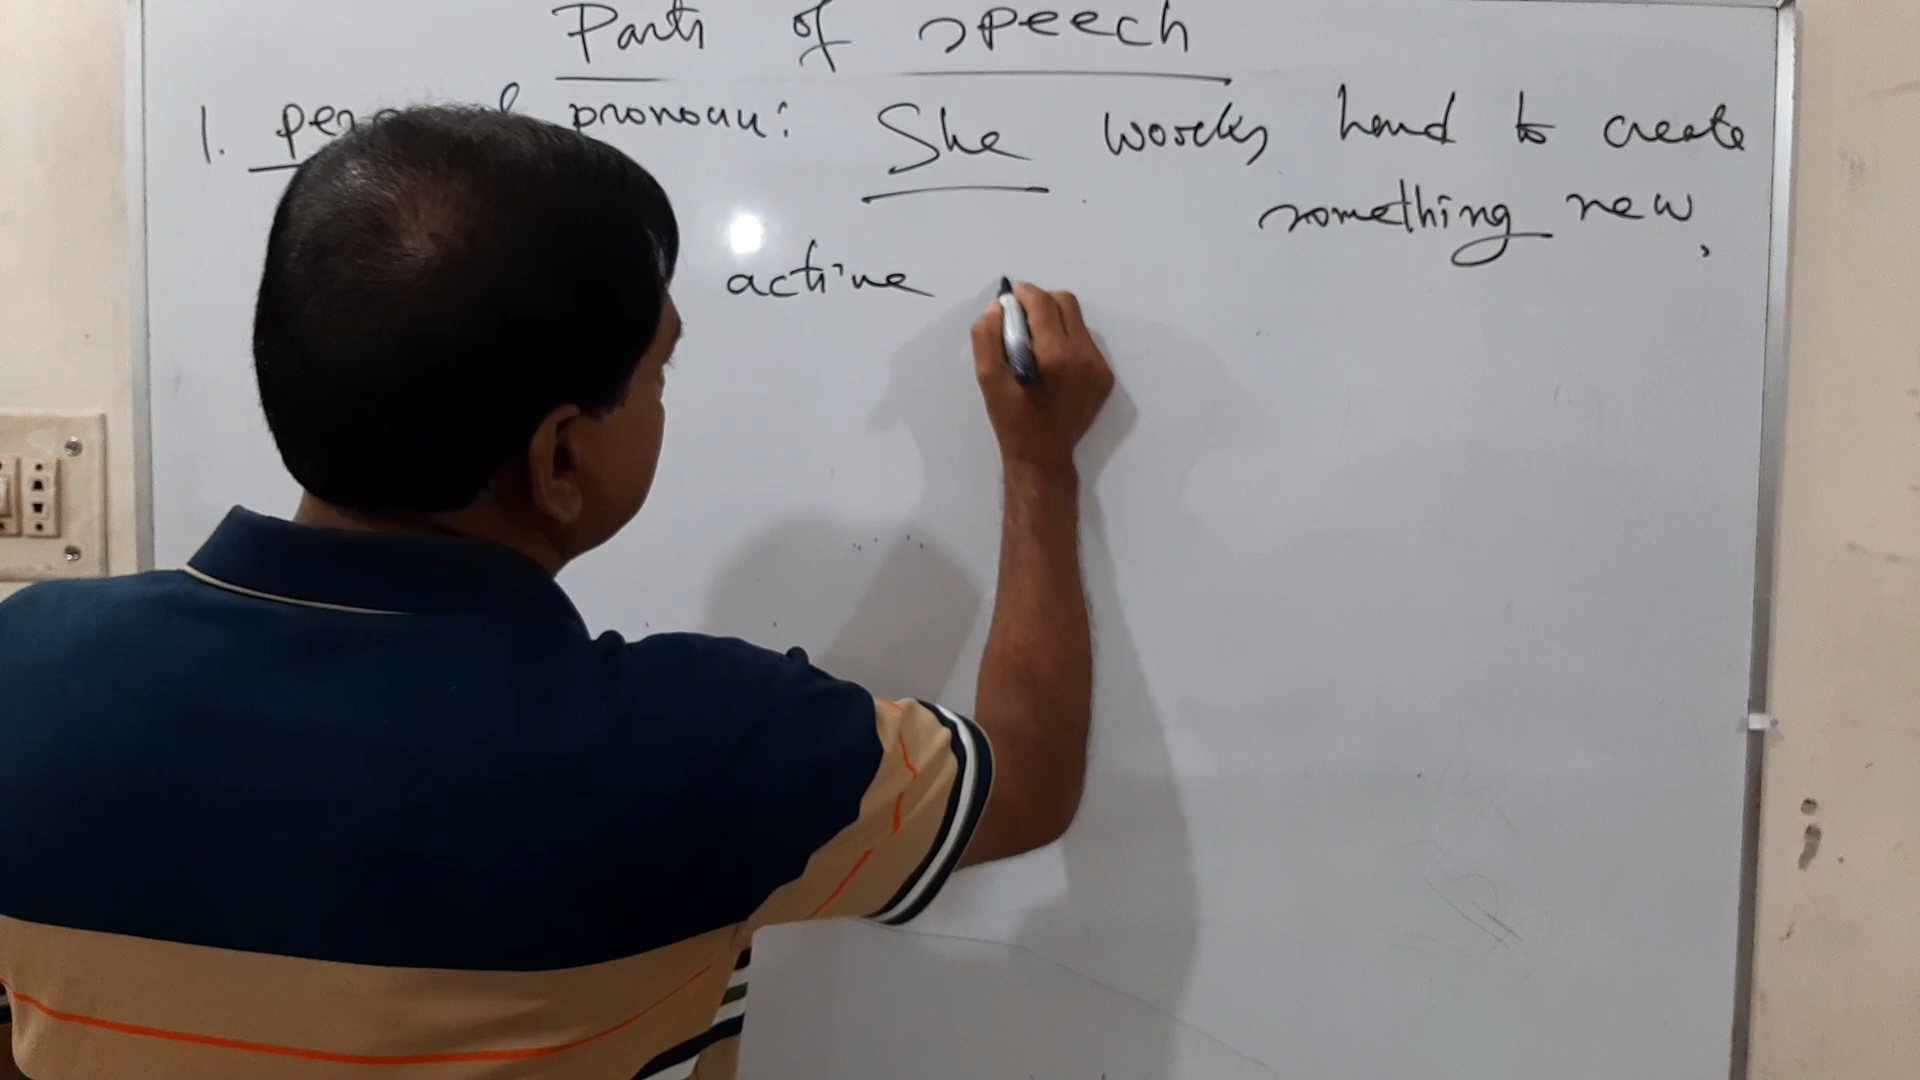 Parts of speech
1. personal pronoun: She works hard to create
something new.
active